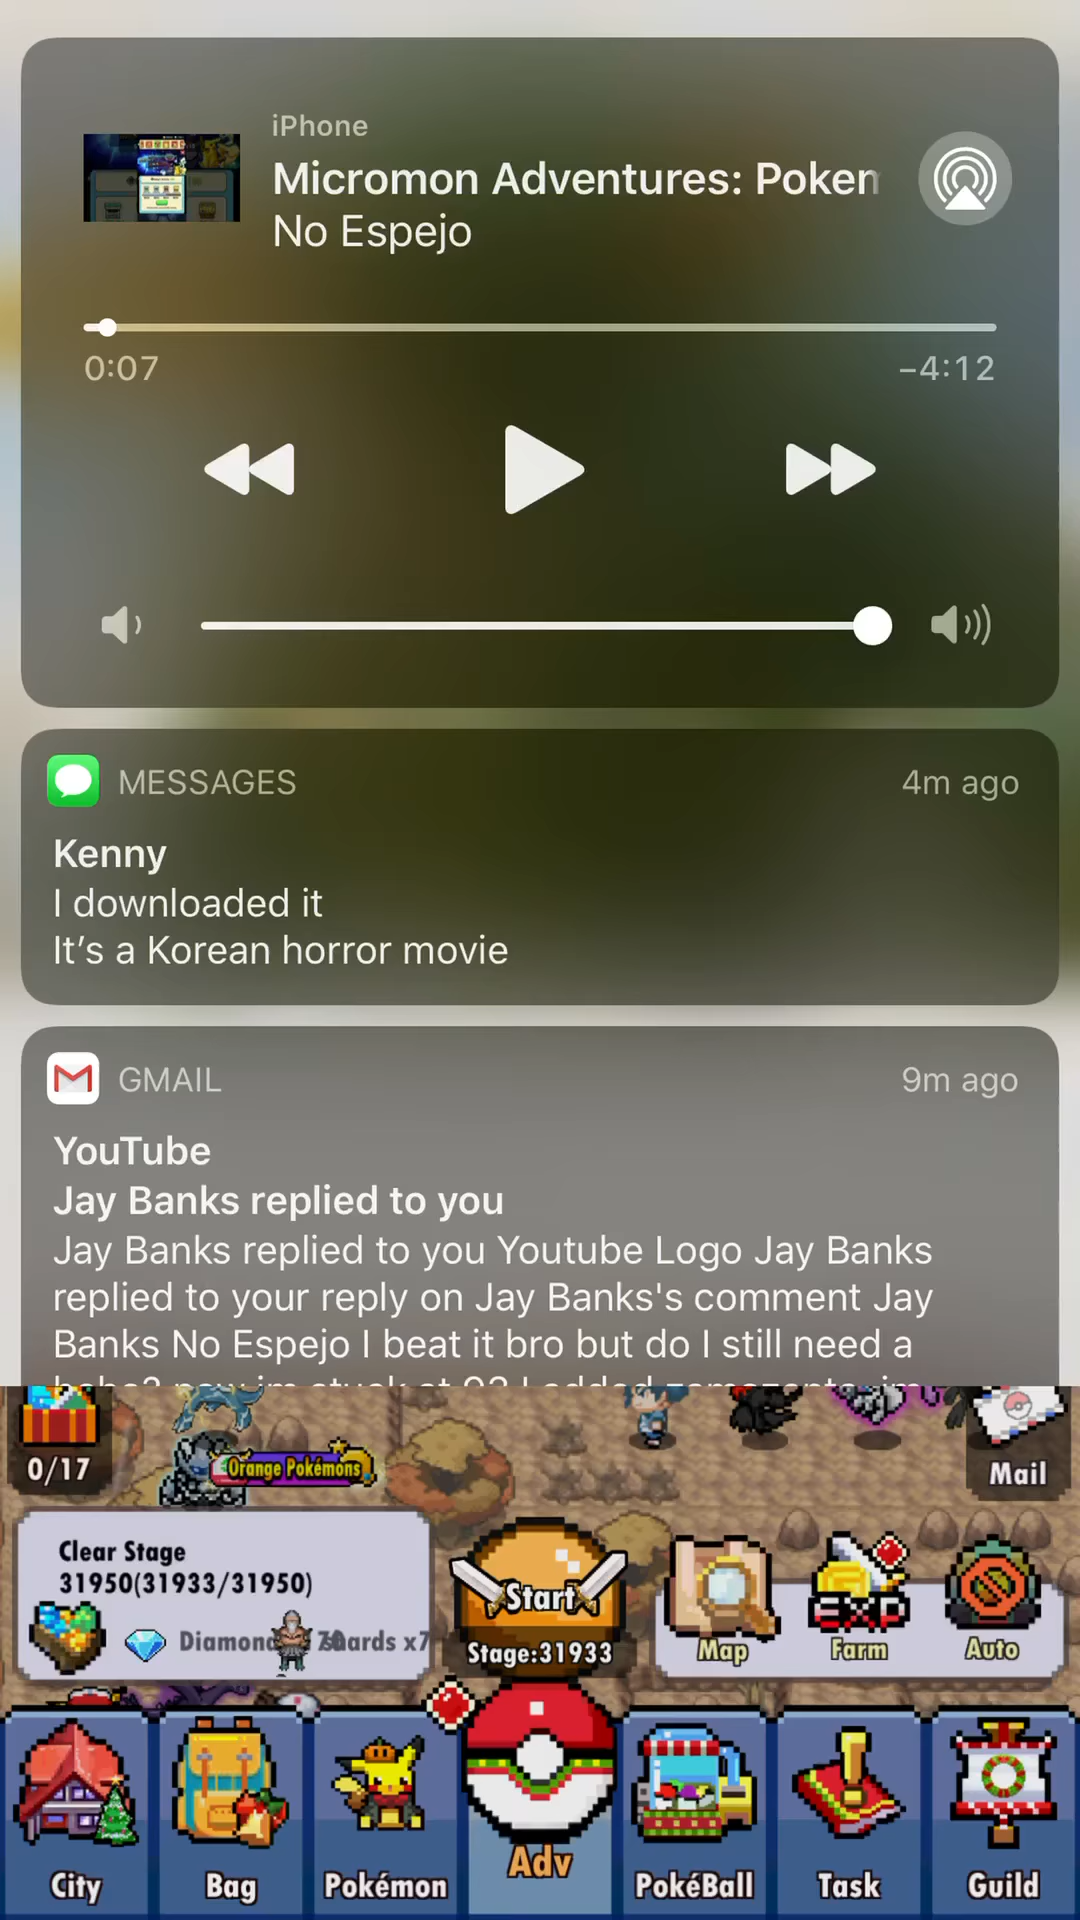 iPhone
Micromon Adventures: Poken
No Espejo
0:07
–4:12
MESSAGES
4m ago
Kenny
I downloaded it
It’s a Korean horror movie
GMAIL
9m ago
YouTube
Jay Banks replied to you
Jay Banks replied to you Youtube Logo Jay Banks
replied to your reply on Jay Banks's comment Jay
Banks No Espejo I beat it bro but do I still need a
0/17
Orange Pokémons
Mail
Clear Stage
31950(31933/31950)
Start
Stage:31933
EXP
Map
Farm
Auto
City
Bag
Pokémon
Adv
PokéBall
Task
Guild